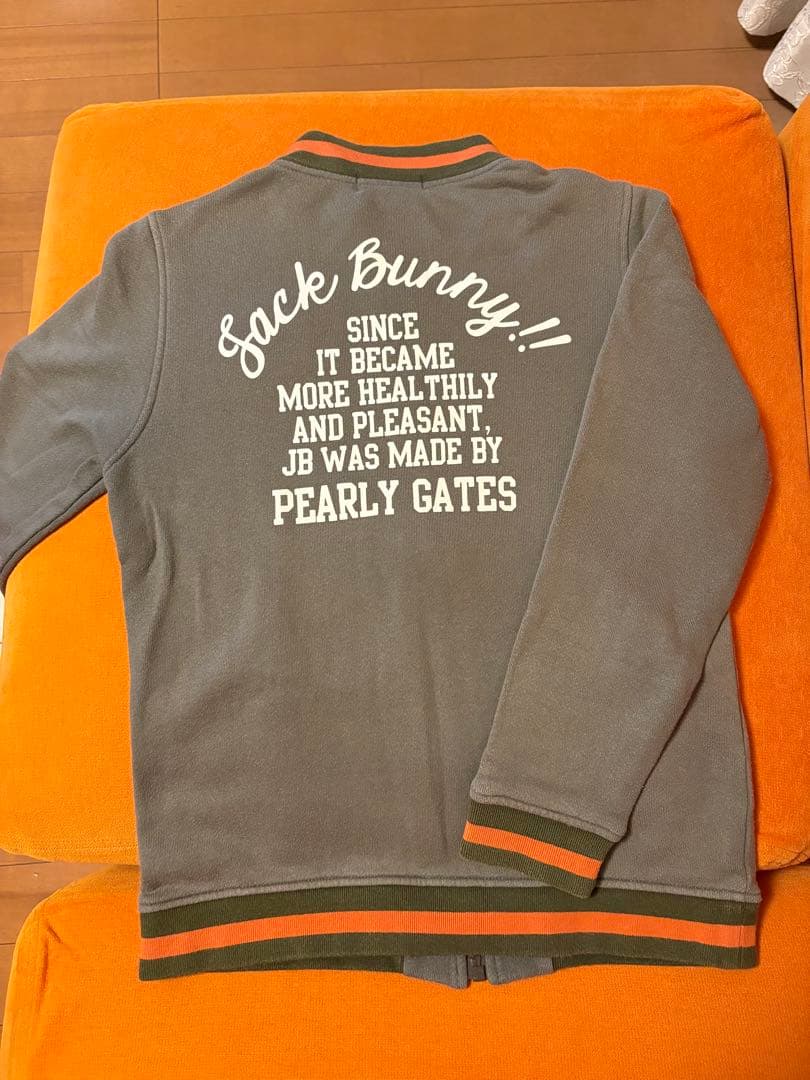 Jack Bunny!!
SINCE
IT BECAME
MORE HEALTHILY
AND PLEASANT,
JB WAS MADE BY
PEARLY GATES